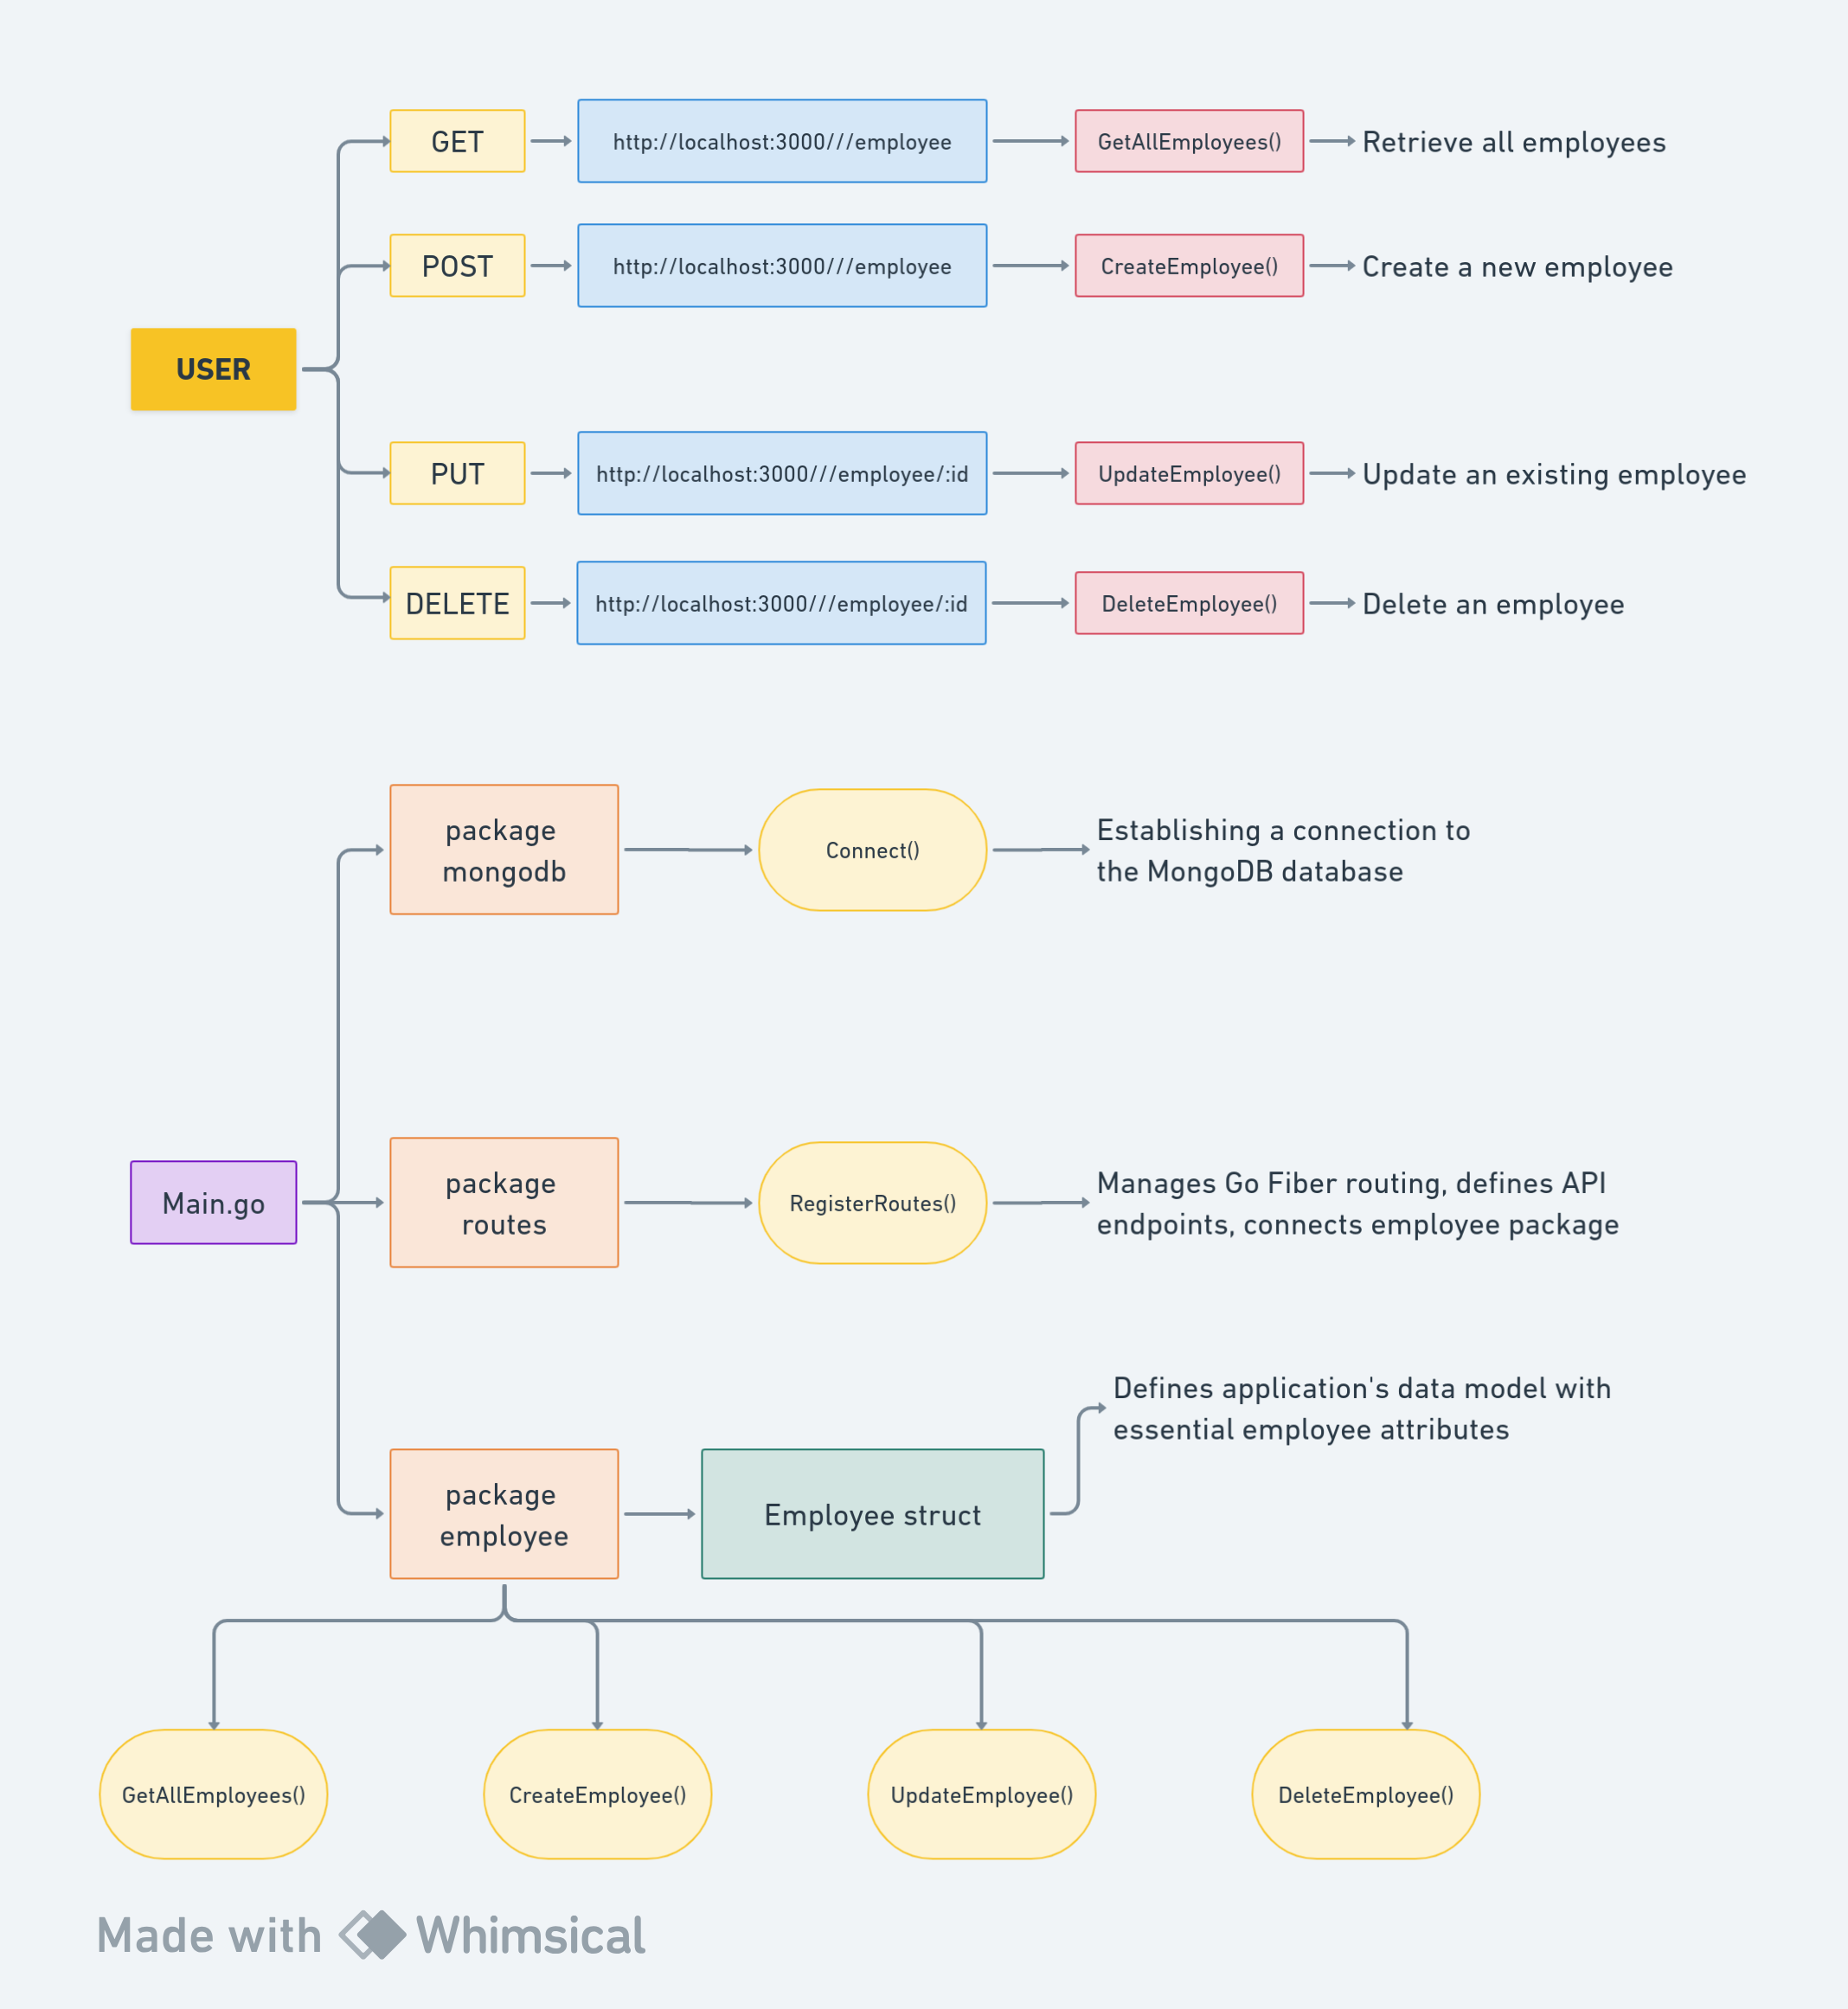 GET
http://localhost:3000///employee
GetAllEmployees()
Retrieve all employees
POST
http://localhost:3000///employee
CreateEmployee()
Create a new employee
USER
PUT
http://localhost:3000///employee/:id
UpdateEmployee()
Update an existing employee
DELETE
http://localhost:3000///employee/:id
DeleteEmployee()
Delete an employee
package
mongodb
Connect()
Establishing a connection to
the MongoDB database
Main.go
package
routes
RegisterRoutes()
Manages Go Fiber routing, defines API
endpoints, connects employee package
package
employee
Employee struct
Defines application's data model with
essential employee attributes
GetAllEmployees()
CreateEmployee()
UpdateEmployee()
DeleteEmployee()
Made with Whimsical